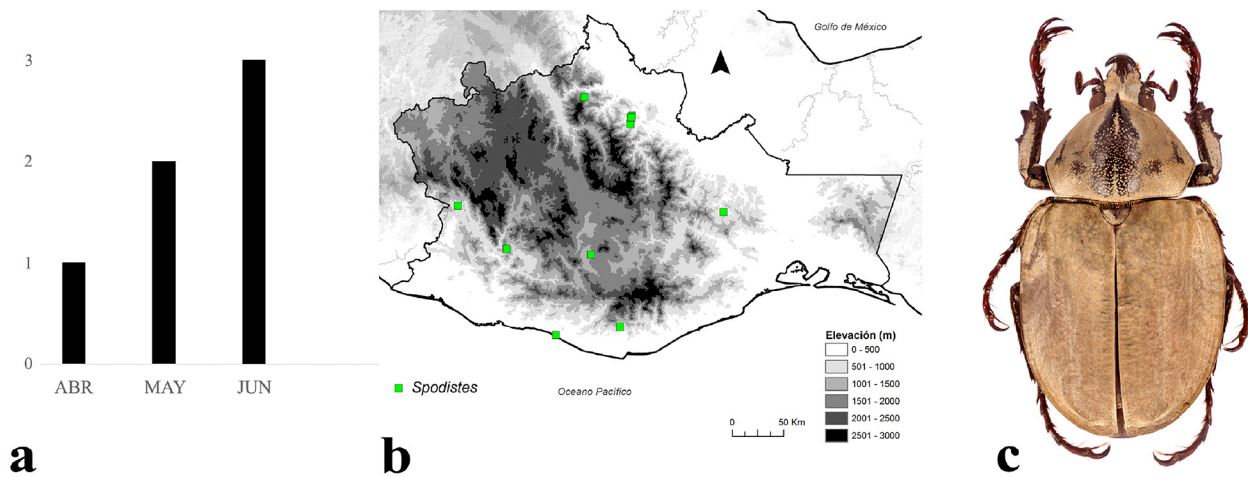 3
2
1
0
ABR MAY JUN
a
Golfo de México
Spodistes
Oceano Pacífico
Elevación (m)
0 - 500
501 - 1000
1001 - 1500
1501 - 2000
2001 - 2500
2501 - 3000
0 50 Km
b
c